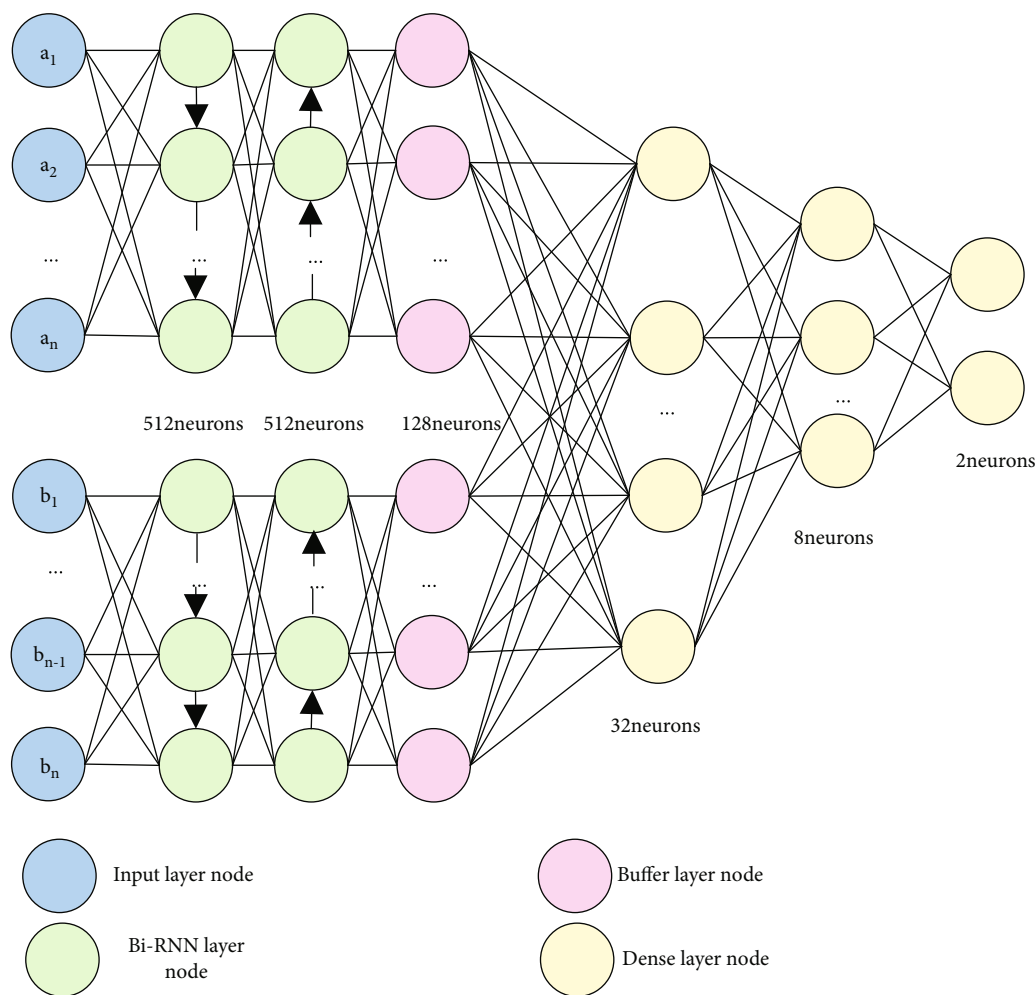 a1
a2
...
...
...
...
an
...
...
512neurons
512neurons
128neurons
2neurons
b1
8neurons
...
...
...
...
bn-1
32neurons
bn
Input layer node
Buffer layer node
Bi-RNN layer
node
Dense layer node